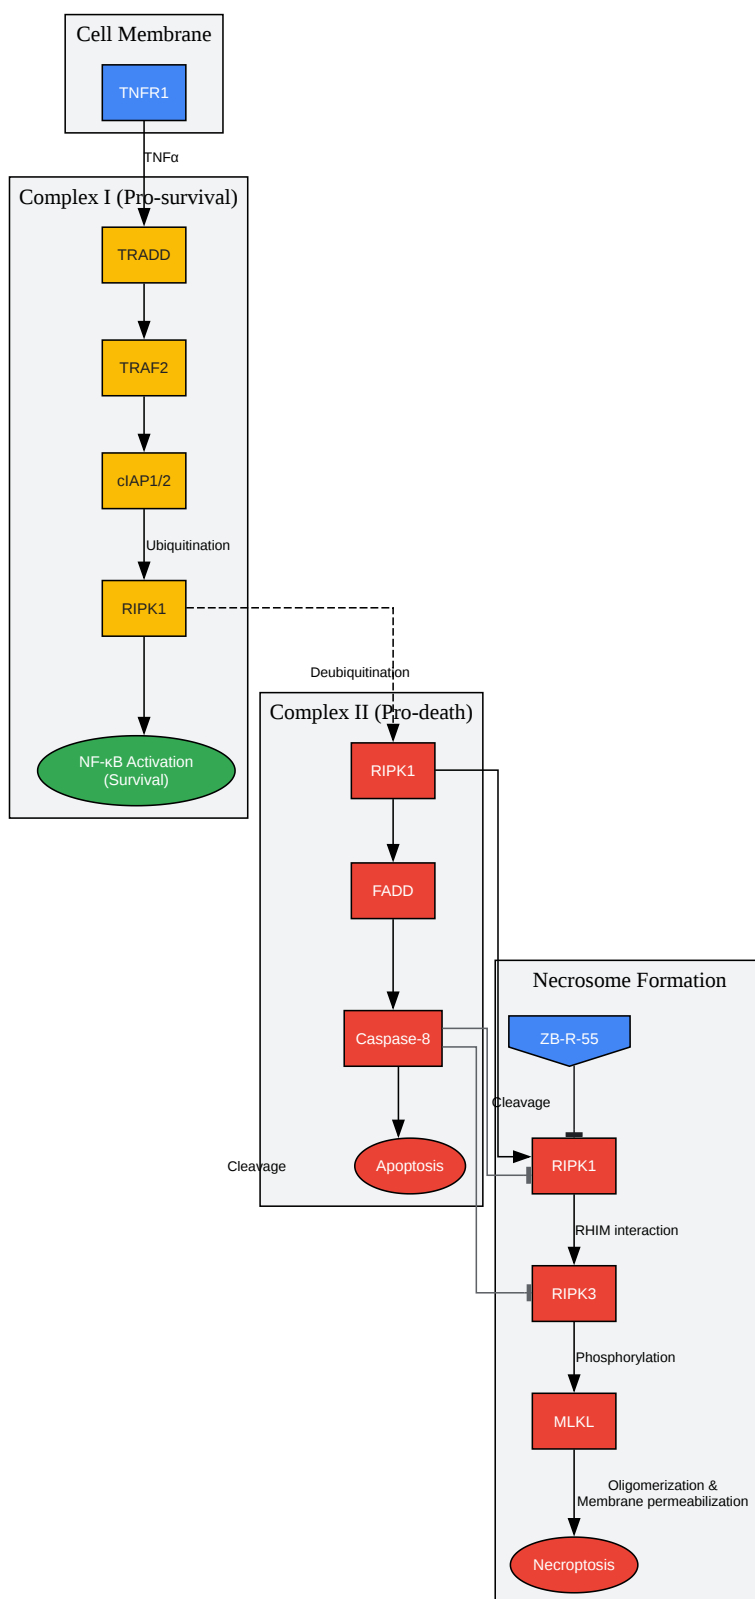 Cell Membrane
TNFR1
TNFα
Complex I (Pro-survival)
TRADD
TRAF2
cIAP1/2
Ubiquitination
RIPK1
NF-κB Activation
(Survival)
Deubiquitination
Complex II (Pro-death)
RIPK1
FADD
Caspase-8
Cleavage
Apoptosis
Necrosome Formation
ZB-R-55
Cleavage
RIPK1
RHIM interaction
RIPK3
Phosphorylation
MLKL
Oligomerization &
Membrane permeabilization
Necroptosis